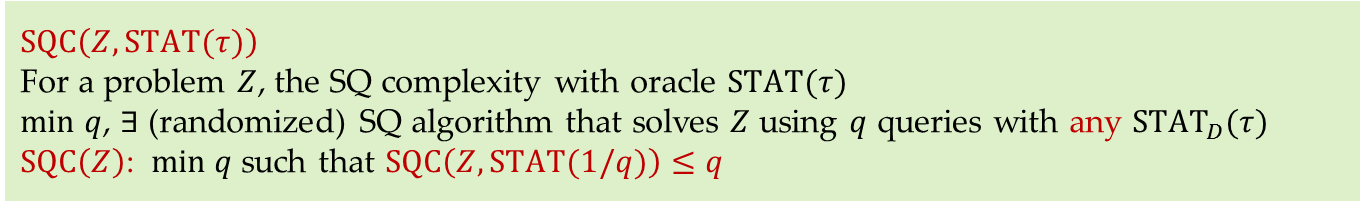 SQC(𝑍, STAT(𝜏))
For a problem 𝑍, the SQ complexity with oracle STAT(𝜏)
min 𝑞, ∃ (randomized) SQ algorithm that solves 𝑍 using 𝑞 queries with any STAT_𝐷(𝜏)
SQC(𝑍): min 𝑞 such that SQC(𝑍, STAT(1/𝑞)) ≤ 𝑞